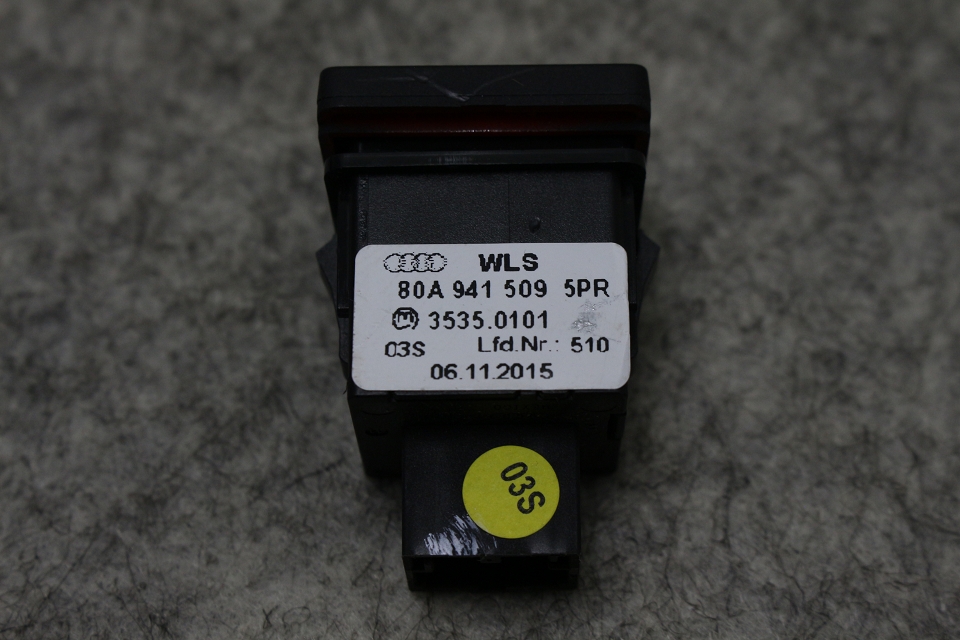 WLS
80A 941 509 5PR
3535.0101
03S Lfd.Nr.: 510
06.11.2015
03S